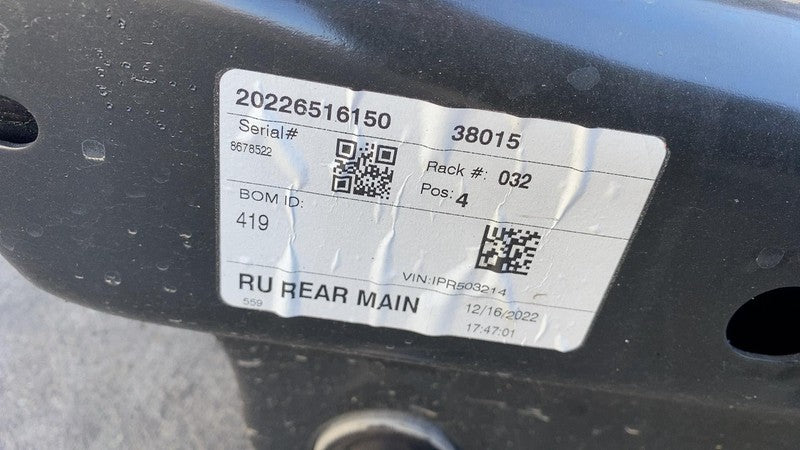 20226516150 38015
Serial# Rack #: 032
8678522 Pos: 4
BOM ID:
419
VIN:IPR503214
RU REAR MAIN 12/16/2022
559 17:47:01